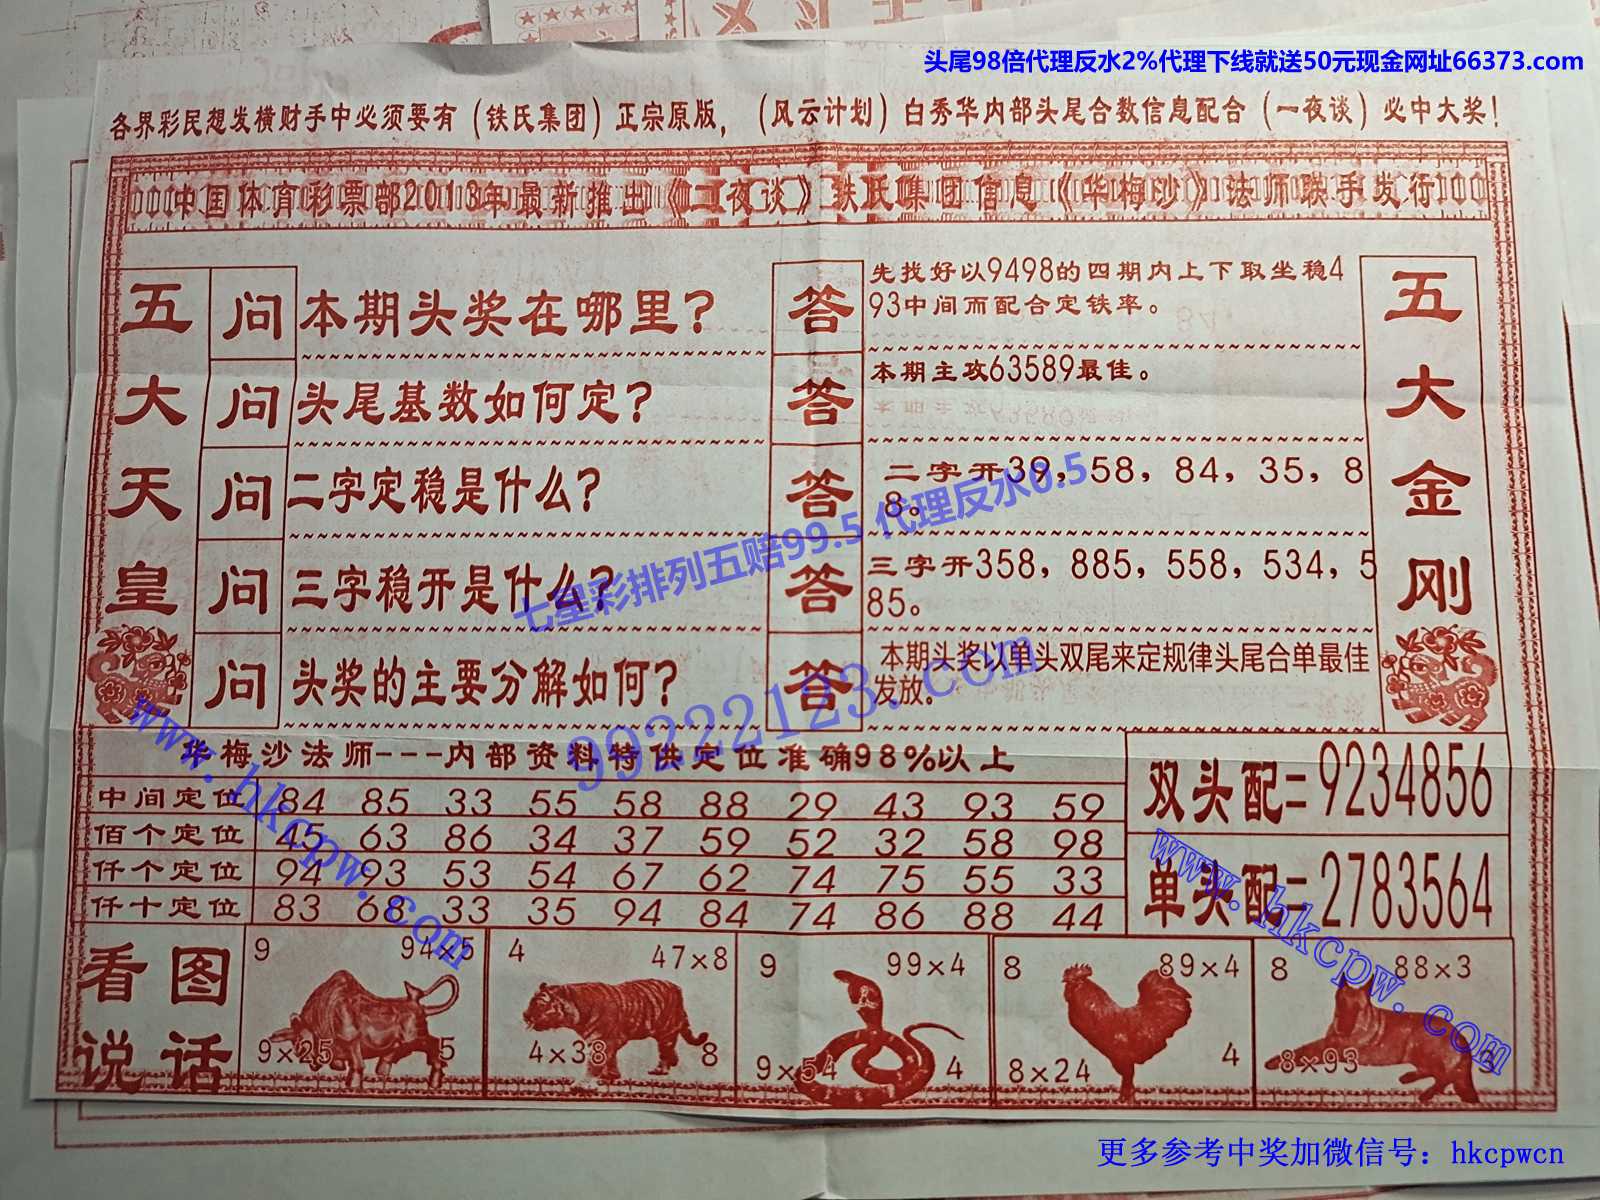 头尾98倍代理反水2%代理下线就送50元现金网址66373.com
各界彩民想发横财手中必须要有（铁氏集团）正宗原版，（风云计划）白秀华内部头尾合数信息配合（一夜谈）必中大奖！
中国体育彩票部2013年最新推出《一夜谈》铁氏集团信息《华梅沙》法师联手发行
五大天皇
问 本期头奖在哪里？
答 先找好以9498的四期内上下取坐稳4
93中间而配合定铁率。
问 头尾基数如何定？
答 本期主攻63589最佳。
问 二字定稳是什么？
答 二字开39，58，84，35，8
8。
问 三字稳开是什么？
答 三字开358，885，558，534，5
85。
问 头奖的主要分解如何？
答 本期头奖以单头双尾来定规律头尾合单最佳
发放。
五大金刚
七星彩排列五赔99.5 代理反水0.5
99222123.com
www.hkcpw.com
华梅沙法师---内部资料特供定位准确98%以上
中间定位 84 85 33 55 58 88 29 43 93 59
佰个定位 45 63 86 34 37 59 52 32 58 98
仟个定位 94 93 53 54 67 62 74 75 55 33
仟十定位 83 68 33 35 94 84 74 86 88 44
双头配=9234856
单头配=2783564
www.hkcpw.com
看图
说话
9 94×5
9×25 5
4 47×8
4×38 8
9 99×4
9×54 4
8 89×4
8×24 4
8 88×3
8×93
更多参考中奖加微信号：hkcpwcn